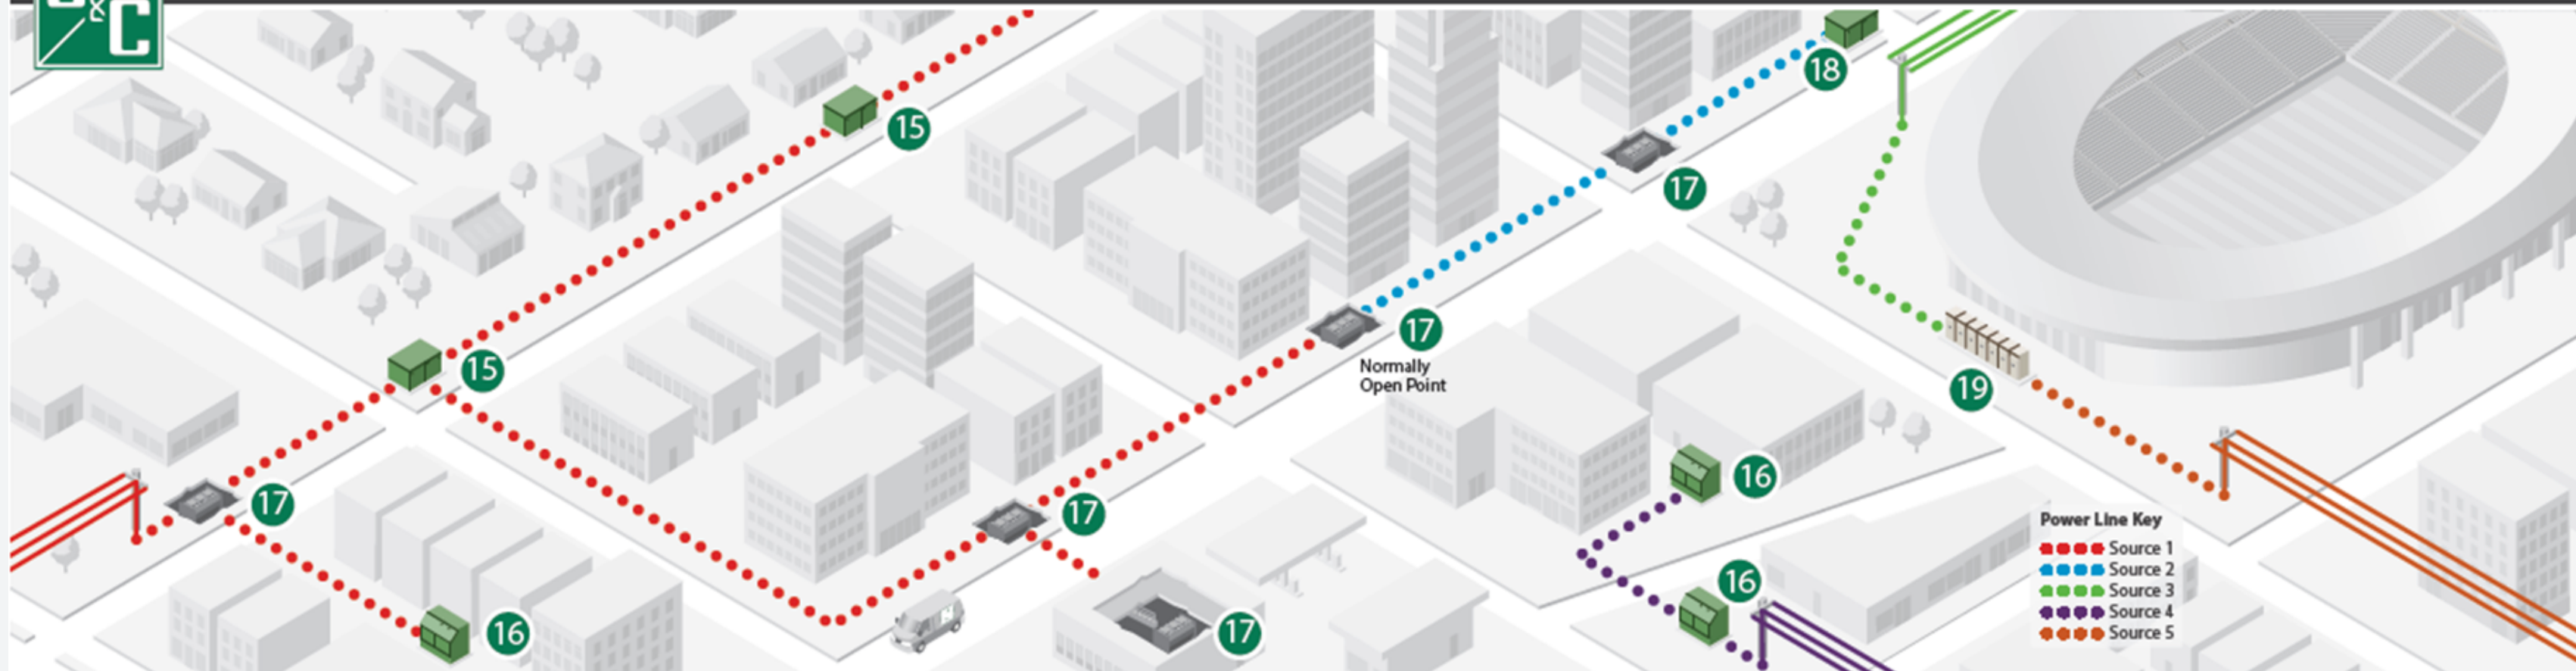 &C
18
15
17
17
Normally
Open Point
15
19
16
17
17
Power Line Key
Source 1
Source 2
Source 3
Source 4
Source 5
16
16
17